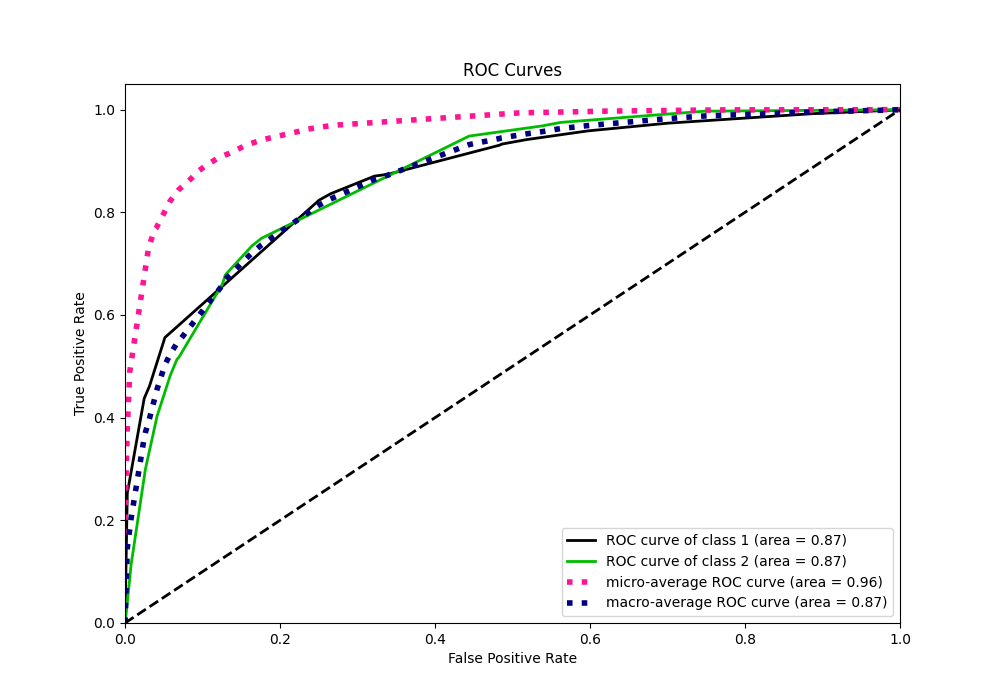 ROC Curves
True Positive Rate
1.0
0.8
0.6
0.4
0.2
0.0
0.0 0.2 0.4 0.6 0.8 1.0
False Positive Rate
ROC curve of class 1 (area = 0.87)
ROC curve of class 2 (area = 0.87)
micro-average ROC curve (area = 0.96)
macro-average ROC curve (area = 0.87)